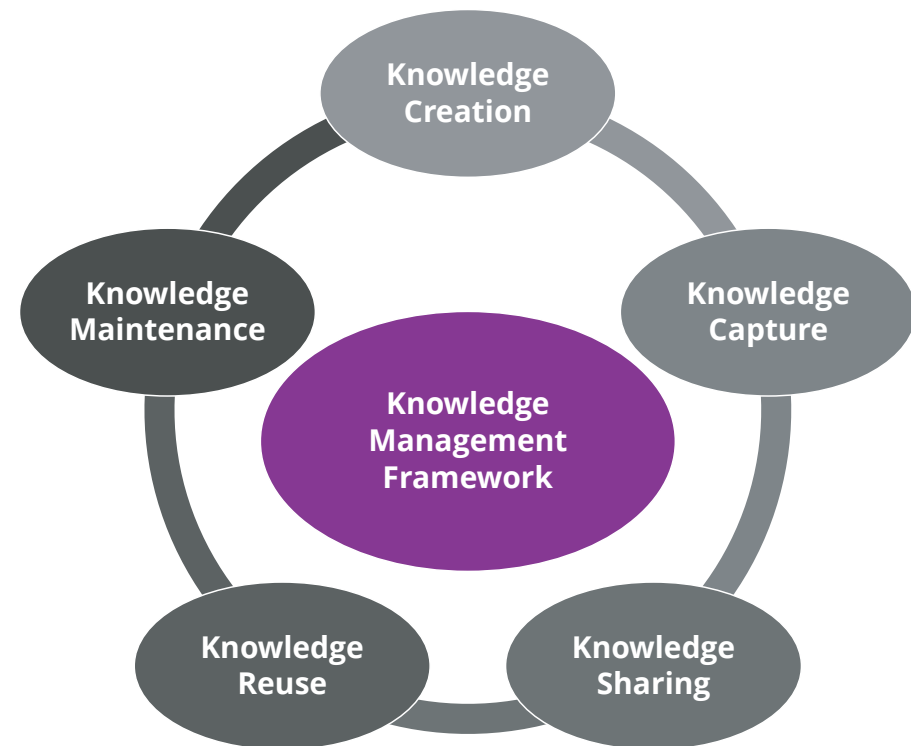 Knowledge
Creation
Knowledge
Capture
Knowledge
Sharing
Knowledge
Reuse
Knowledge
Maintenance
Knowledge
Management
Framework